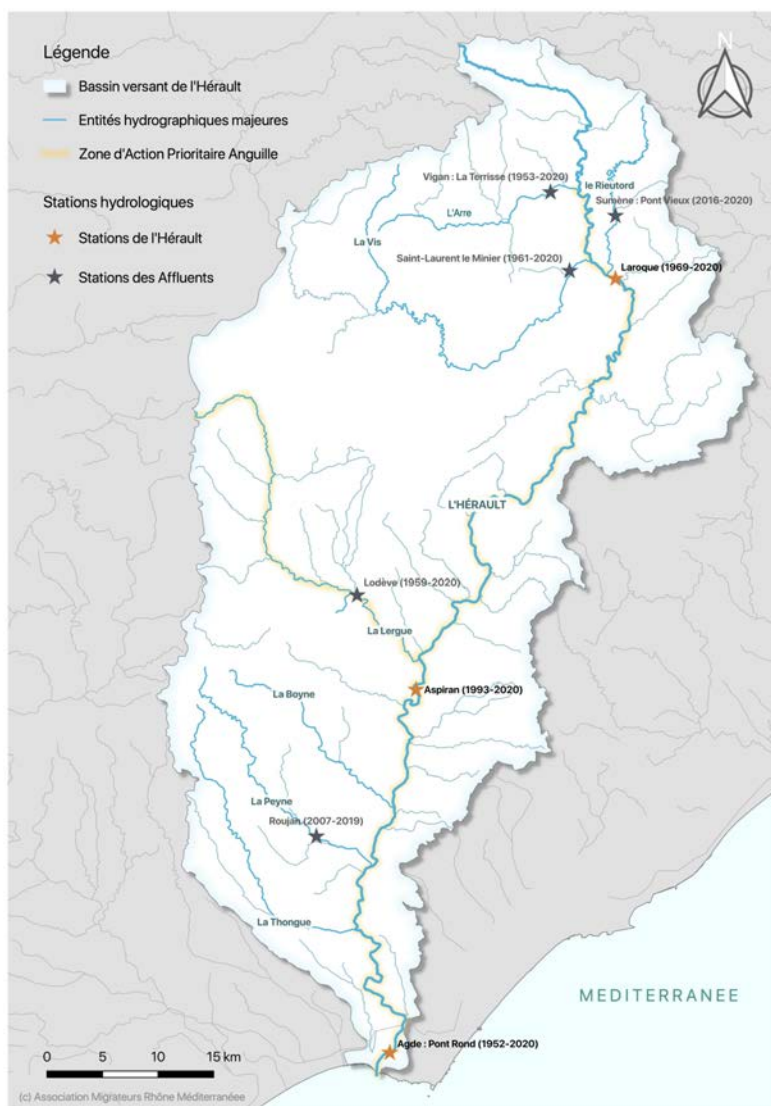 Légende
Bassin versant de l'Hérault
Entités hydrographiques majeures
Zone d'Action Prioritaire Anguille
Stations hydrologiques
Stations de l'Hérault
Stations des Affluents
N
Vigan : La Terrisse (1953-2020)
le Rieutord
Sumène : Pont Vieux (2016-2020)
L'Arre
La Vis
Saint-Laurent le Minier (1961-2020)
Laroque (1969-2020)
L'HÉRAULT
Lodève (1959-2020)
La Lergue
Aspiran (1993-2020)
La Boyne
La Peyne
Roujan (2007-2019)
La Thongue
MEDITERRANEE
Agde : Pont Rond (1952-2020)
0 5 10 15 km
(c) Association Migrateurs Rhône Méditerranéee